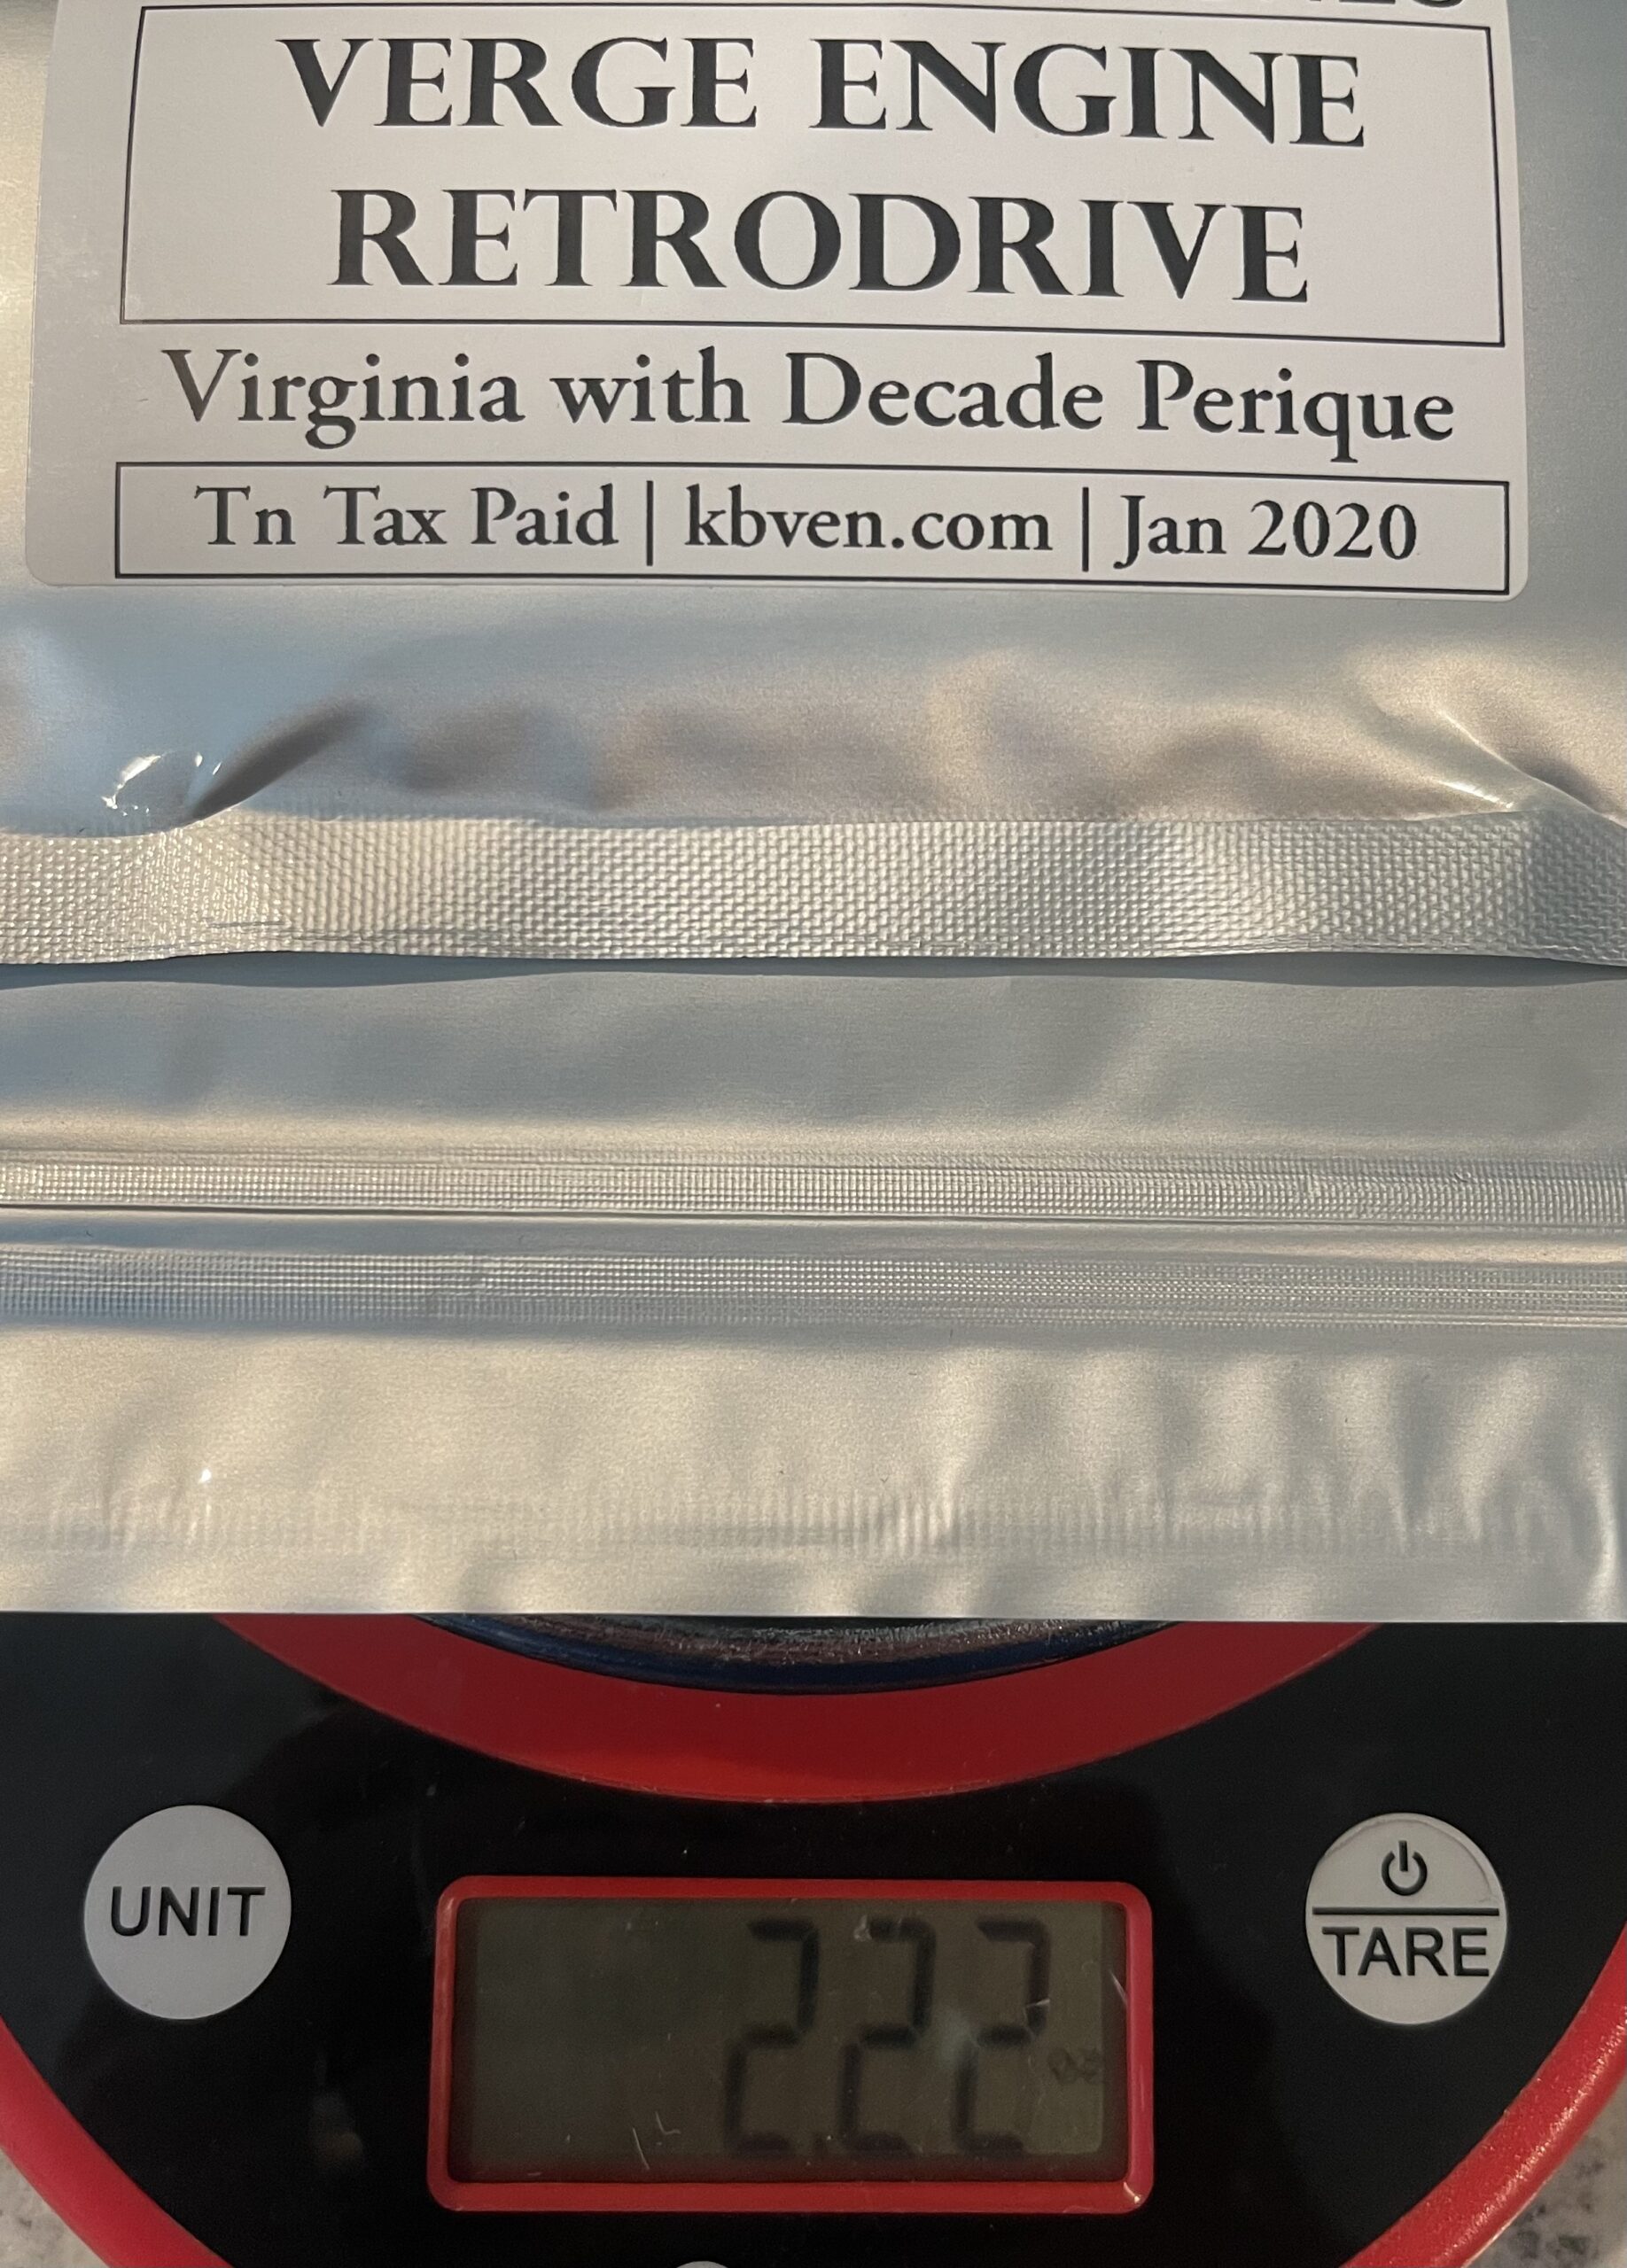 VERGE ENGINE
RETRODRIVE
Virginia with Decade Perique
Tn Tax Paid | kbven.com | Jan 2020
UNIT
TARE
2.22